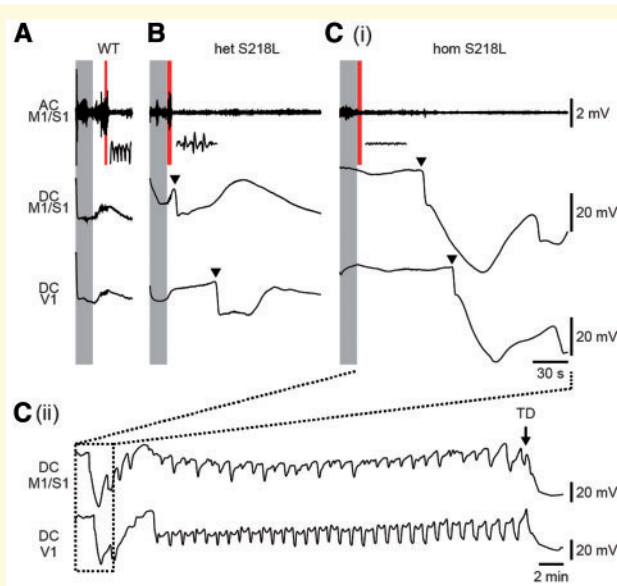 A WT B het S218L C (i) hom S218L
AC
M1/S1
2 mV
DC
M1/S1
20 mV
DC
V1
20 mV
30 s
C (ii)
TD
DC
M1/S1
20 mV
DC
V1
20 mV
2 min